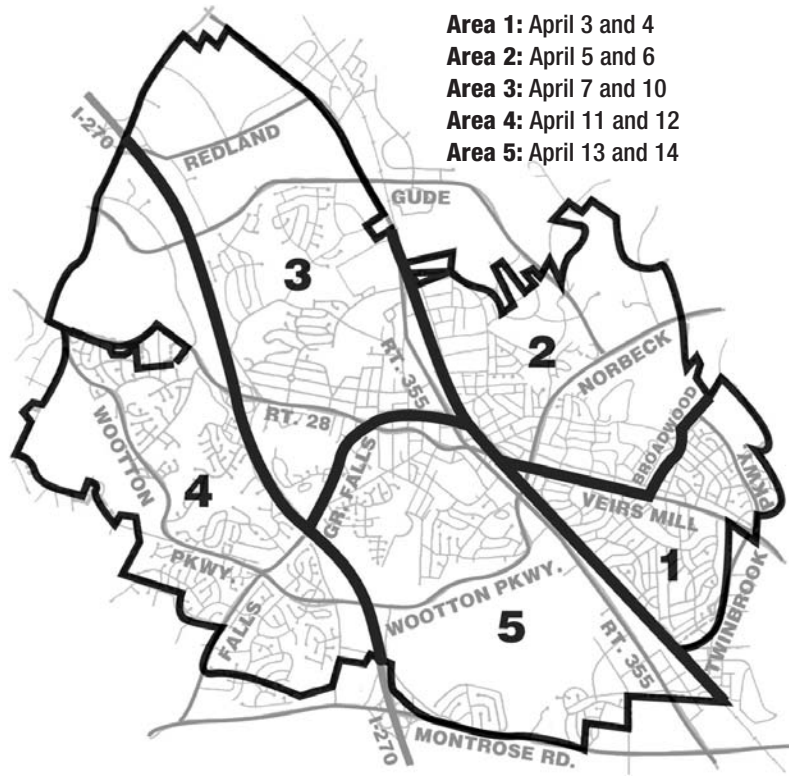 Area 1: April 3 and 4
Area 2: April 5 and 6
Area 3: April 7 and 10
Area 4: April 11 and 12
Area 5: April 13 and 14
I-270
REDLAND
GUDE
3
2
RT. 355
NORBECK
WOOTTON
RT. 28
BROADWOOD
GR. FALLS
4
PKWY.
VEIRS MILL
1
PKWY.
WOOTTON PKWY.
5
FALLS
RT. 355
TWINBROOK
I-270
MONTROSE RD.